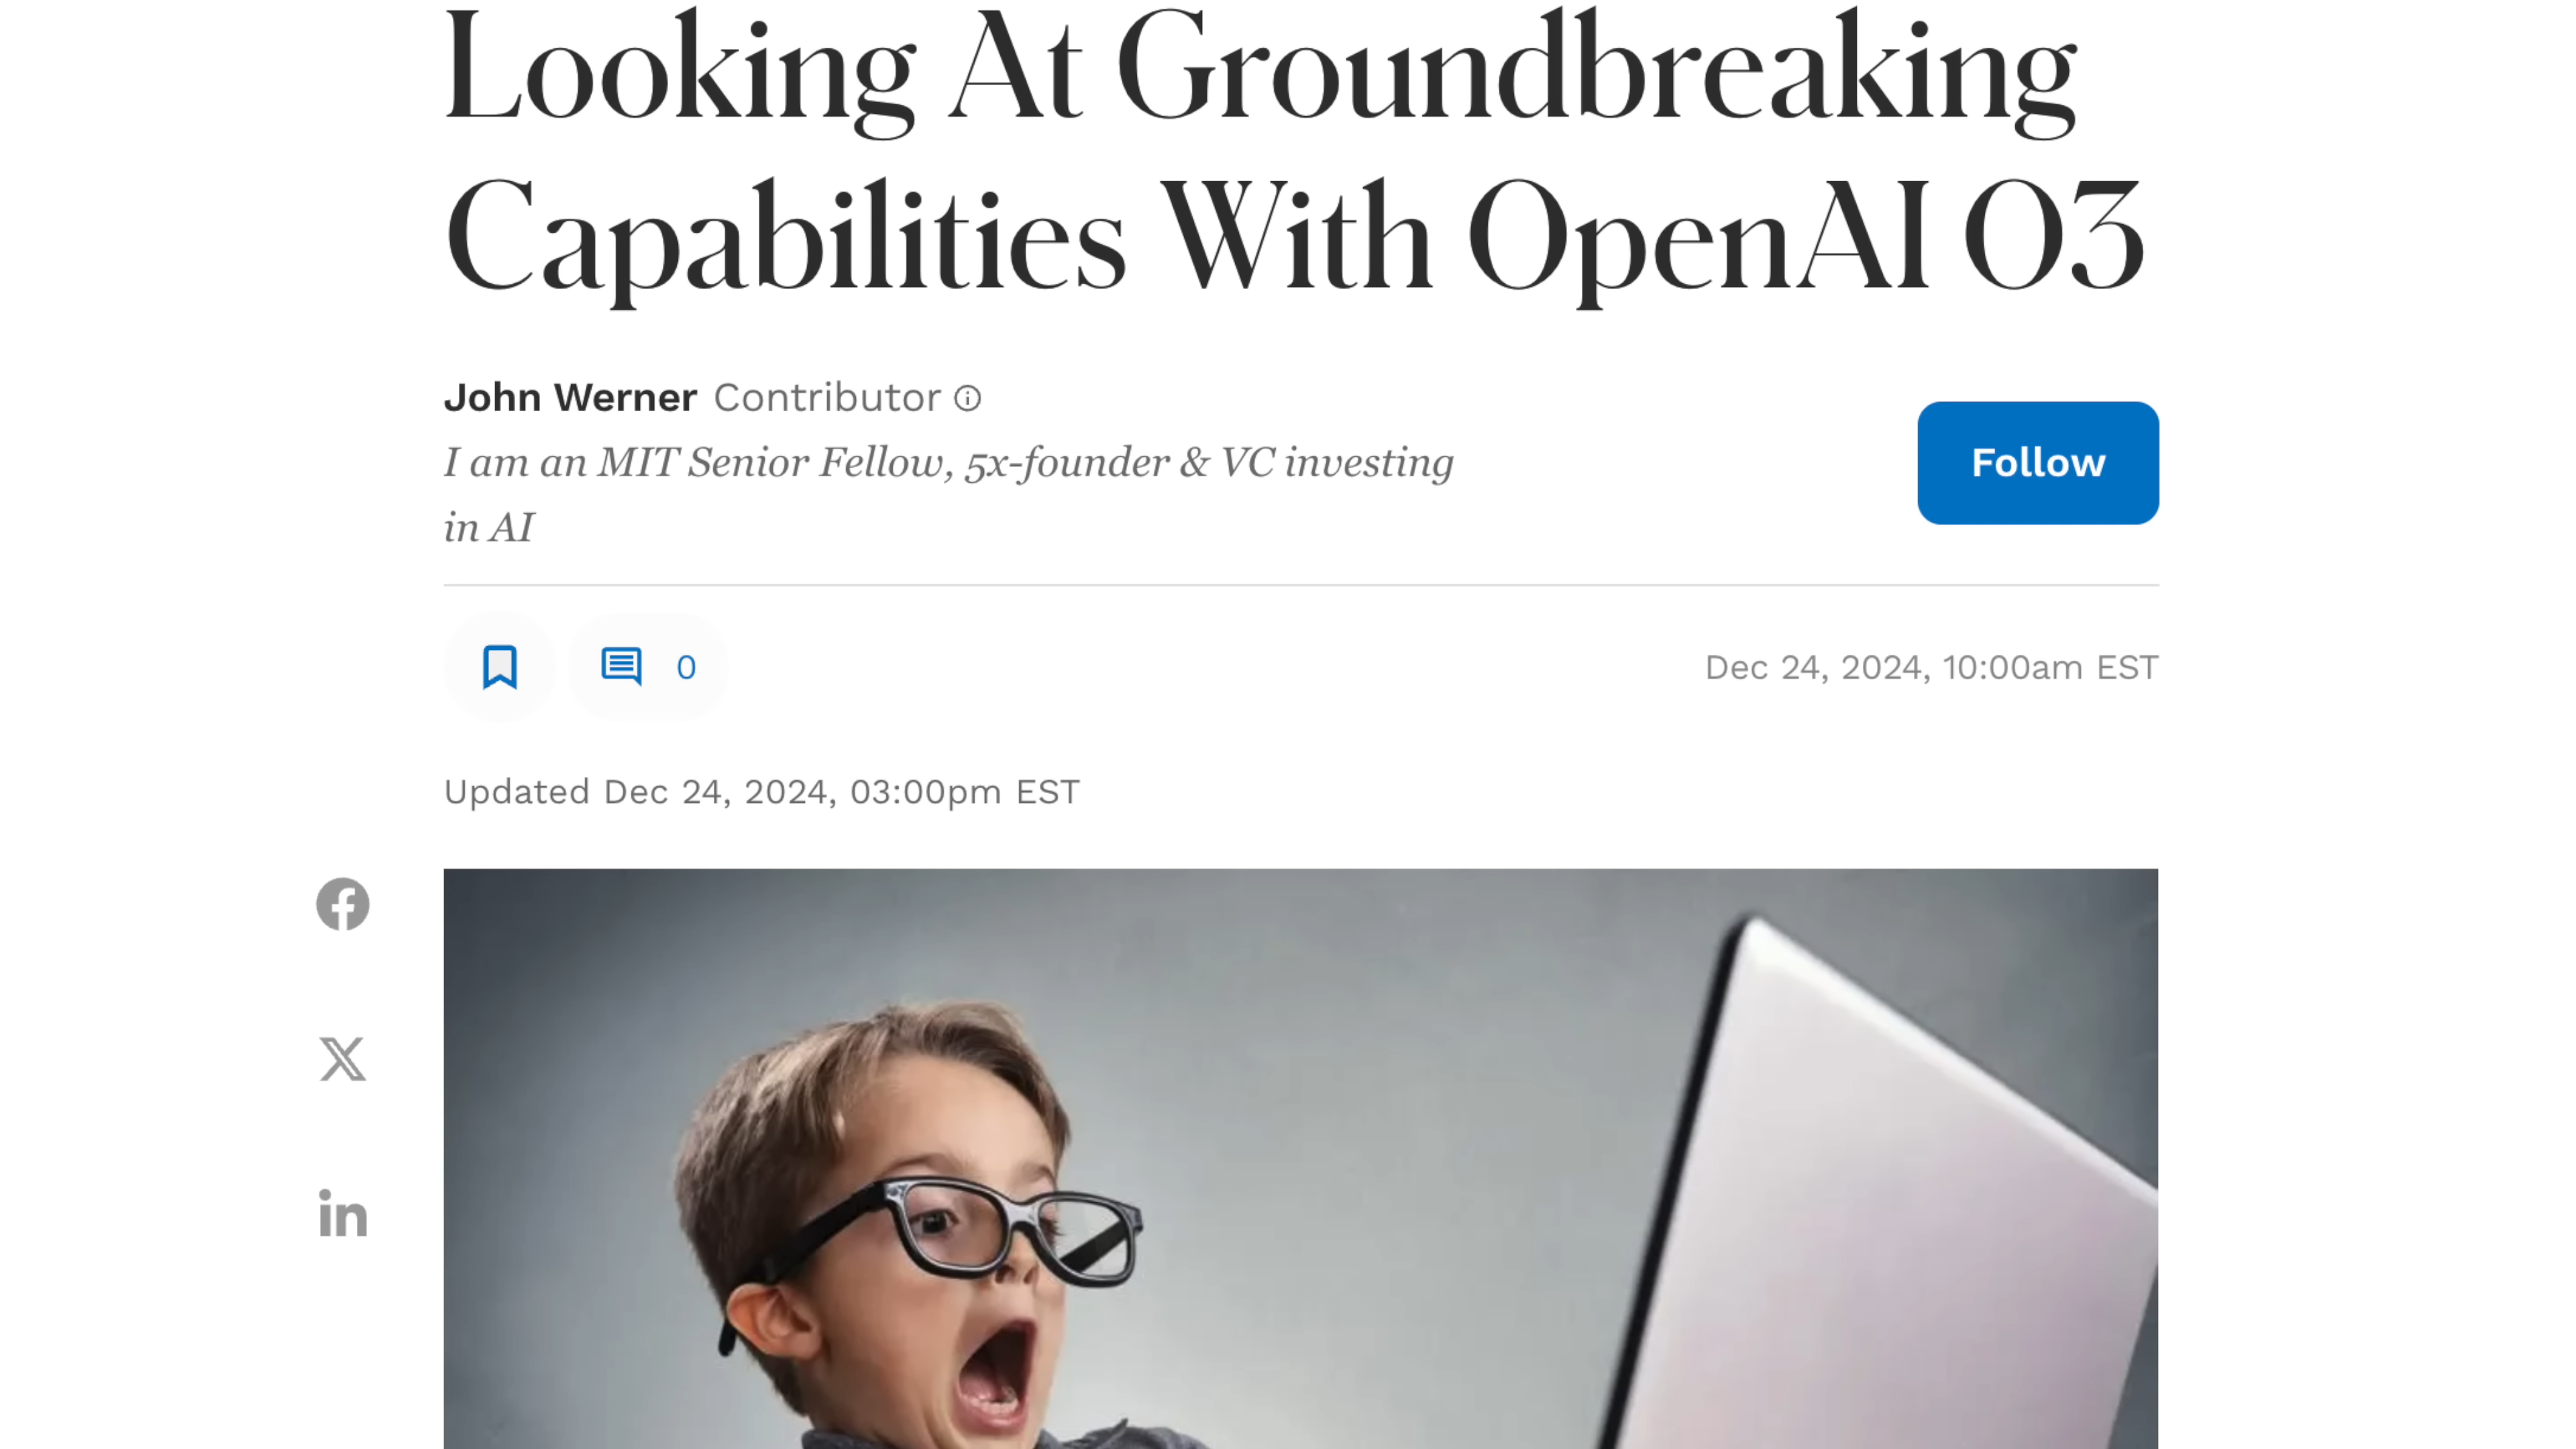 Looking At Groundbreaking
Capabilities With OpenAI O3
John Werner Contributor
I am an MIT Senior Fellow, 5x-founder & VC investing
in AI
Follow
0
Dec 24, 2024, 10:00am EST
Updated Dec 24, 2024, 03:00pm EST